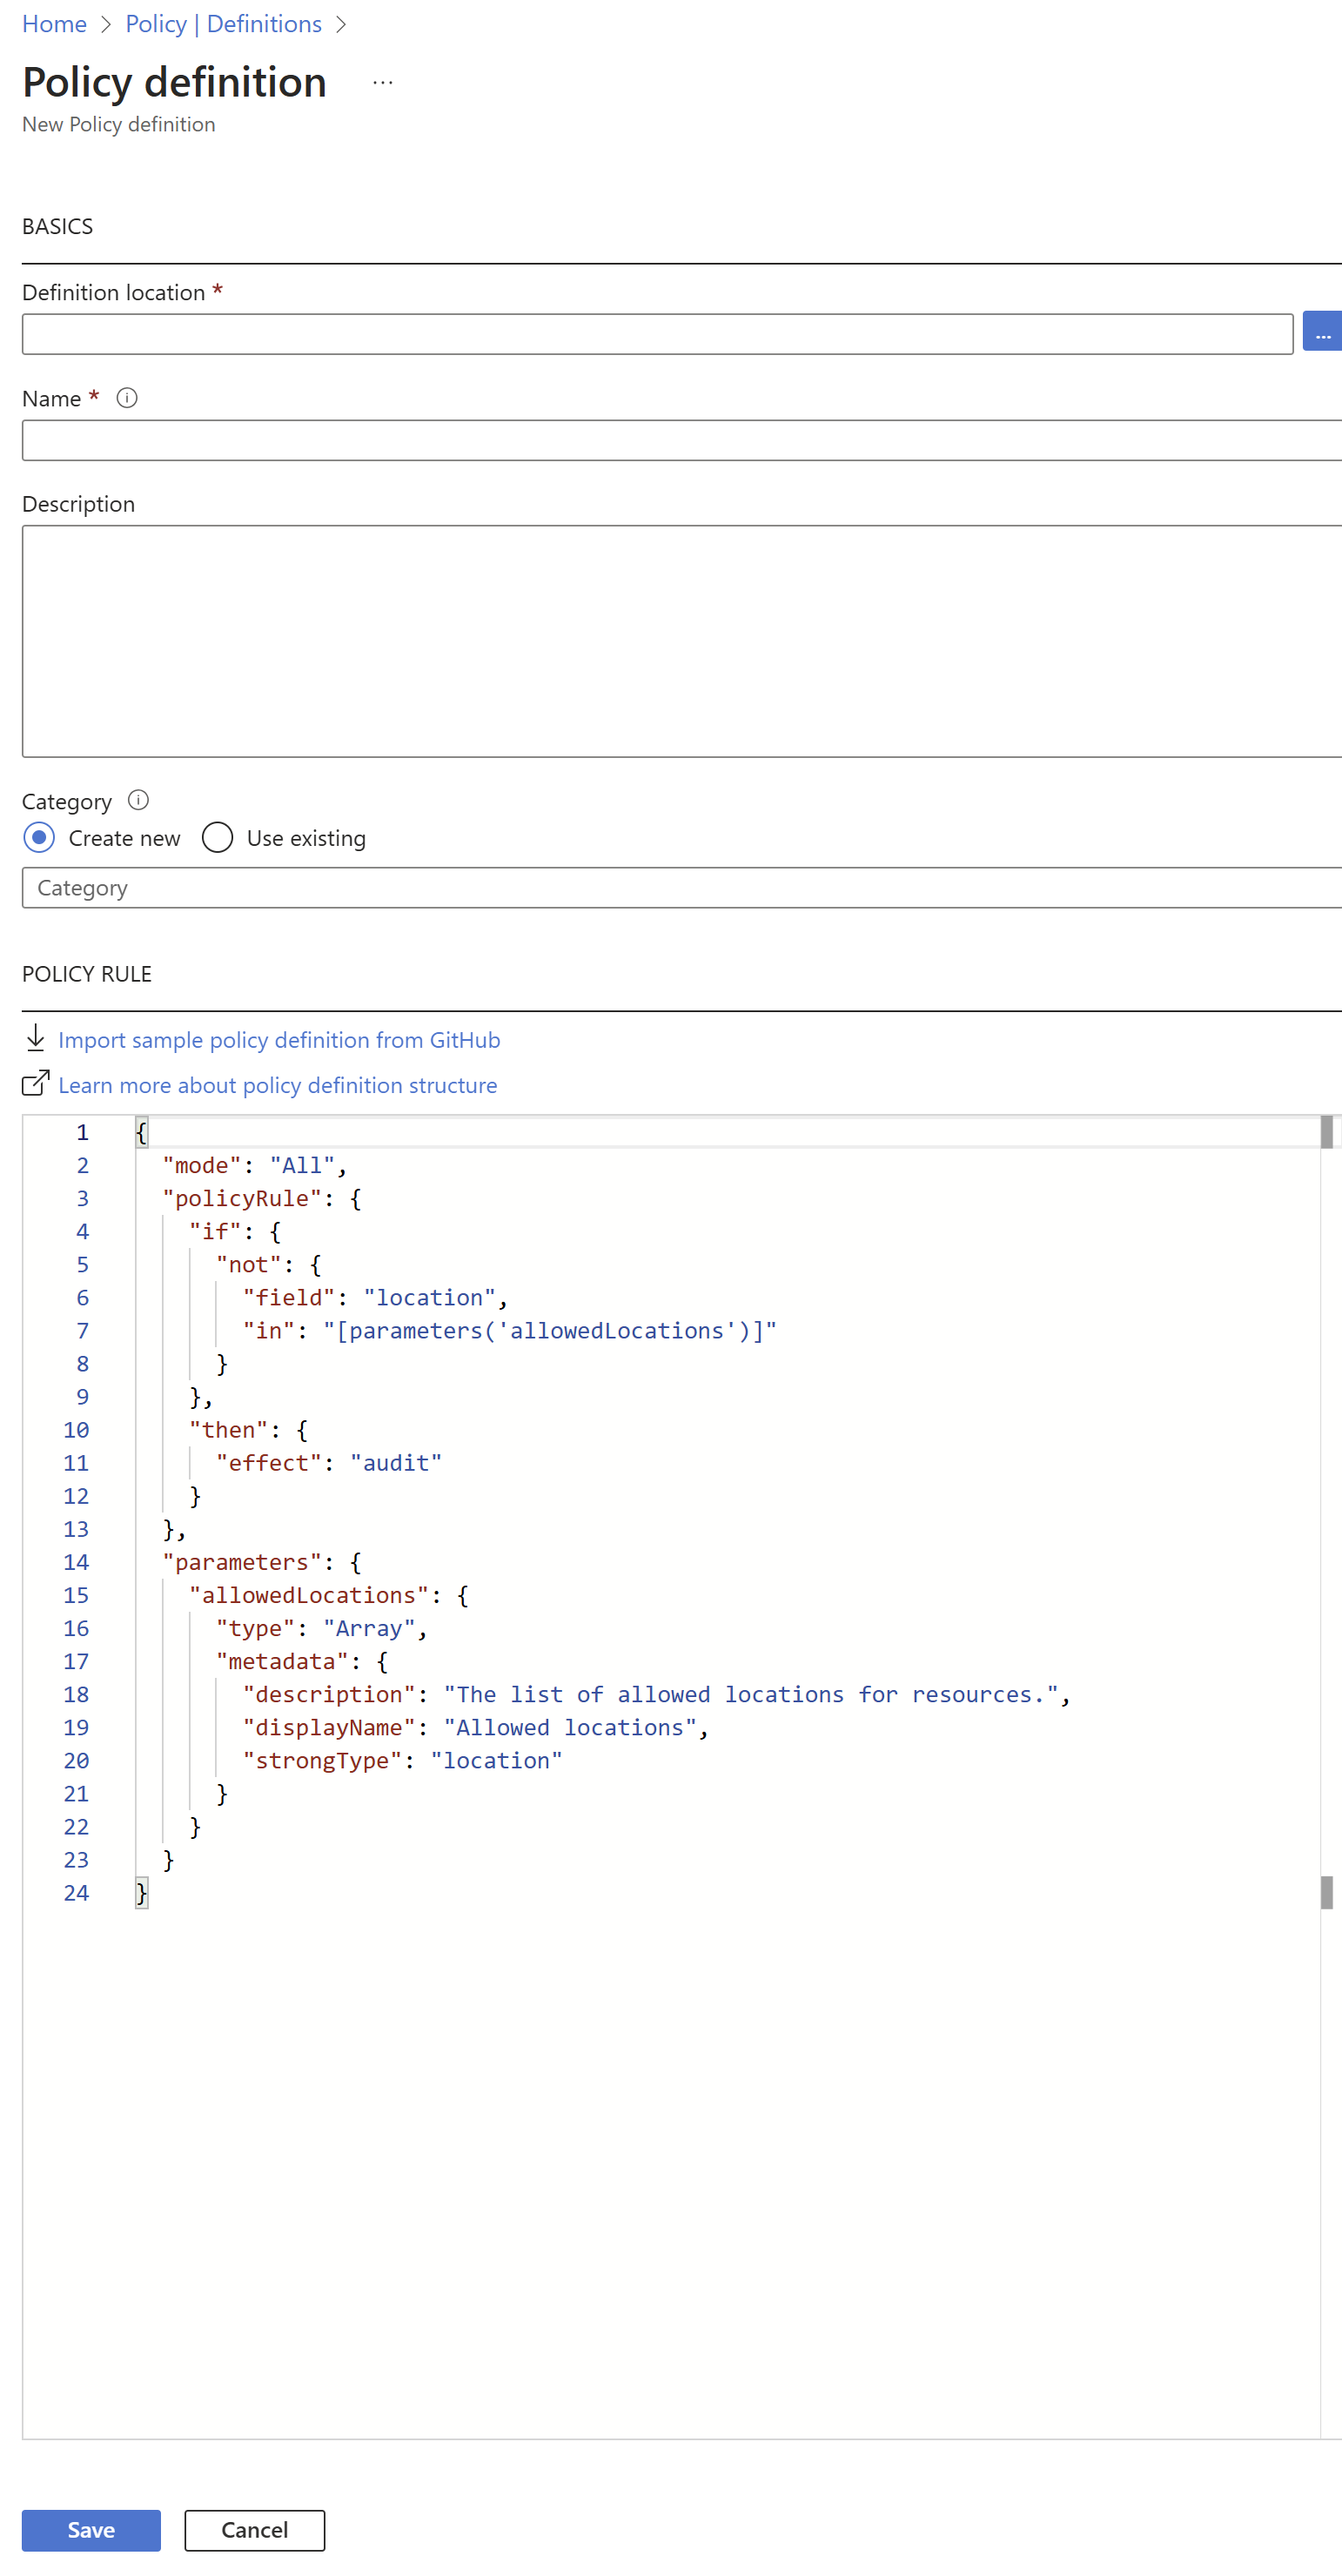 Home > Policy | Definitions >
Policy definition ...
New Policy definition
BASICS
Definition location *
...
Name *
Description
Category
Create new Use existing
Category
POLICY RULE
Import sample policy definition from GitHub
Learn more about policy definition structure
1 {
2 "mode": "All",
3 "policyRule": {
4 "if": {
5 "not": {
6 "field": "location",
7 "in": "[parameters('allowedLocations')]"
8 }
9 },
10 "then": {
11 "effect": "audit"
12 }
13 },
14 "parameters": {
15 "allowedLocations": {
16 "type": "Array",
17 "metadata": {
18 "description": "The list of allowed locations for resources.",
19 "displayName": "Allowed locations",
20 "strongType": "location"
21 }
22 }
23 }
24 }
Save Cancel